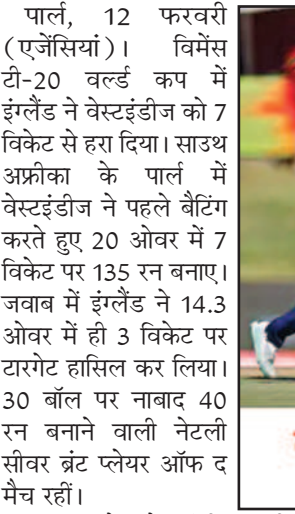 पार्ल, 12 फरवरी
(एजेंसियां)। विमेंस
टी-20 वर्ल्ड कप में
इंग्लैंड ने वेस्टइंडीज को 7
विकेट से हरा दिया। साउथ
अफ्रीका के पार्ल में
वेस्टइंडीज ने पहले बैटिंग
करते हुए 20 ओवर में 7
विकेट पर 135 रन बनाए।
जवाब में इंग्लैंड ने 14.3
ओवर में ही 3 विकेट पर
टारगेट हासिल कर लिया।
30 बॉल पर नाबाद 40
रन बनाने वाली नेटली
सीवर ब्रंट प्लेयर ऑफ द
मैच रहीं।